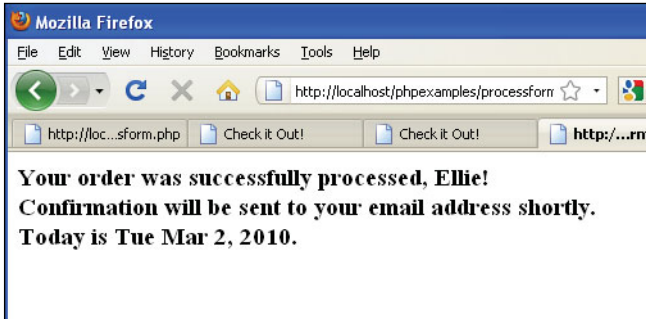 Mozilla Firefox
File Edit View History Bookmarks Tools Help
http://localhost/phpexamples/processform
http://loc...sform.php Check it Out! Check it Out! http:/...rm
Your order was successfully processed, Ellie!
Confirmation will be sent to your email address shortly.
Today is Tue Mar 2, 2010.